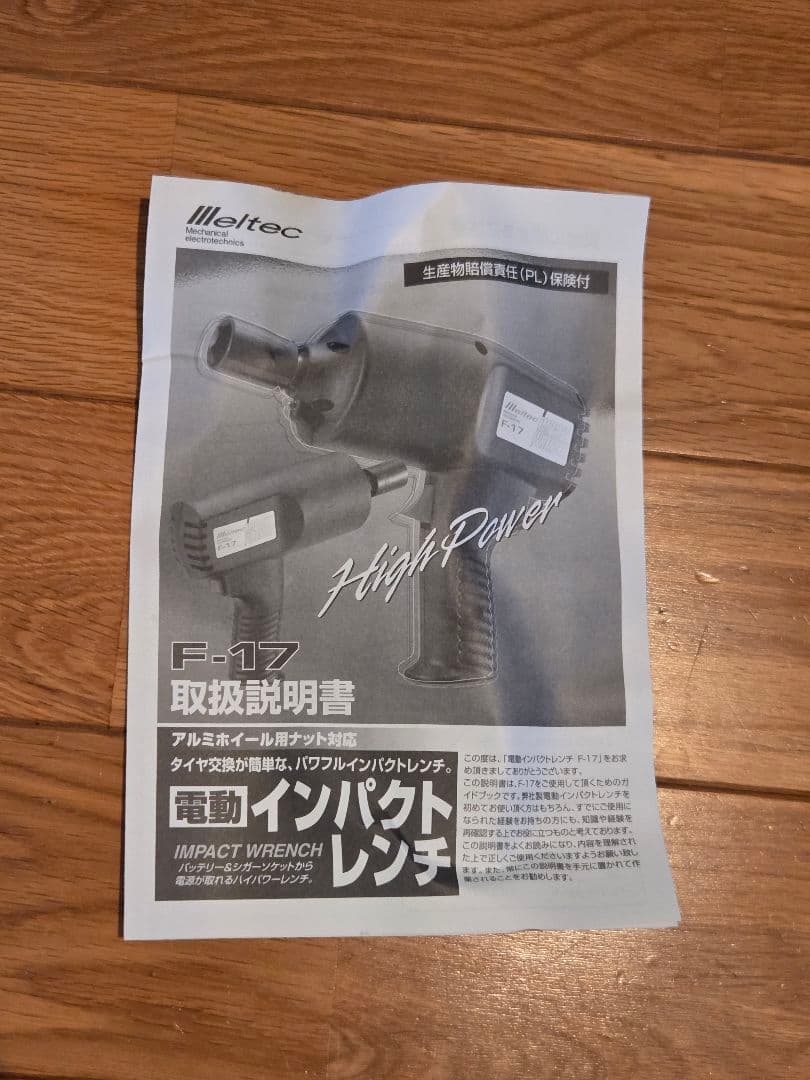 Meltec
Mechanical
electrotechnics
生産物賠償責任(PL)保険付
Meltec
F-17
Meltec
F-17
High Power
F-17
取扱説明書
アルミホイール用ナット対応
タイヤ交換が簡単な、パワフルインパクトレンチ。
電動インパクト
レンチ
IMPACT WRENCH
バッテリー&シガーソケットから
電源が取れるハイパワーレンチ。
この度は、「電動インパクトレンチ F-17」をお求
め頂きましてありがとうございます。
この説明書は、F-17をご使用して頂くためのガ
イドブックです。弊社製電動インパクトレンチを
初めてお使い頂く方はもちろん、すでにご使用に
なられた経験をお持ちの方にも、知識や経験を
再確認する上でお役に立つものと考えております。
この説明書をよくお読みになり、内容を理解され
た上で正しくご使用くださいますようお願い致し
ます。また、常にこの説明書を手元に置かれて作
業されることをお勧めします。